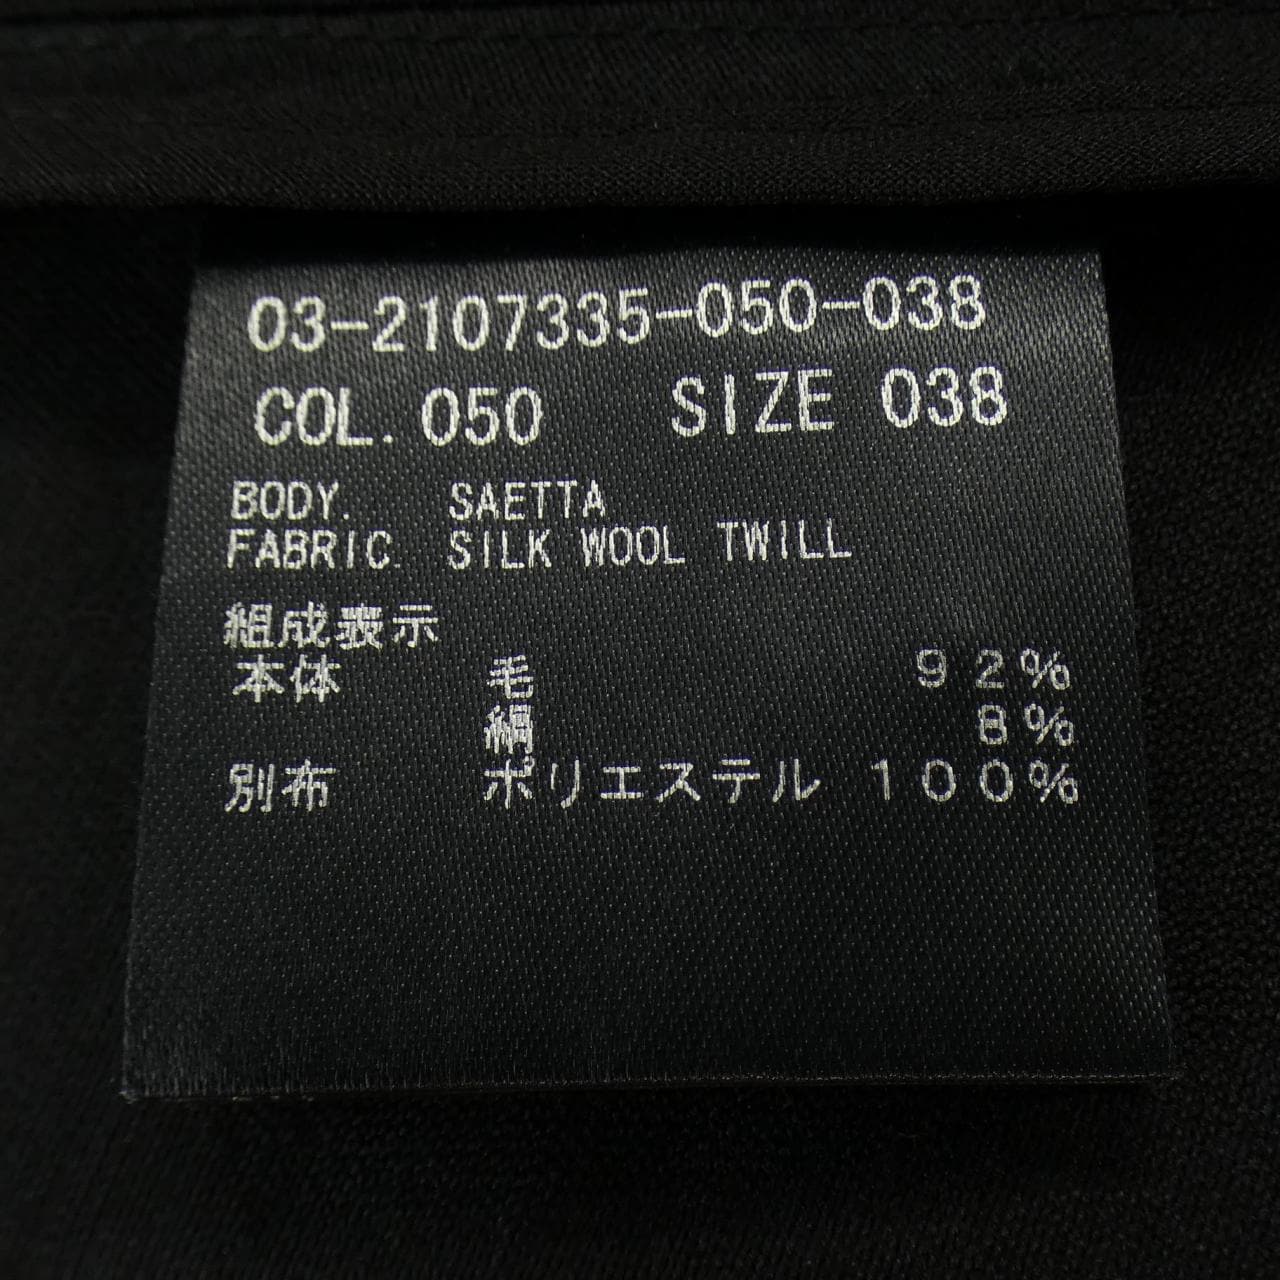 03-2107335-050-038
COL. 050 SIZE 038
BODY. SAETTA
FABRIC. SILK WOOL TWILL
組成表示
本体 毛 92%
絹 8%
別布 ポリエステル 100%